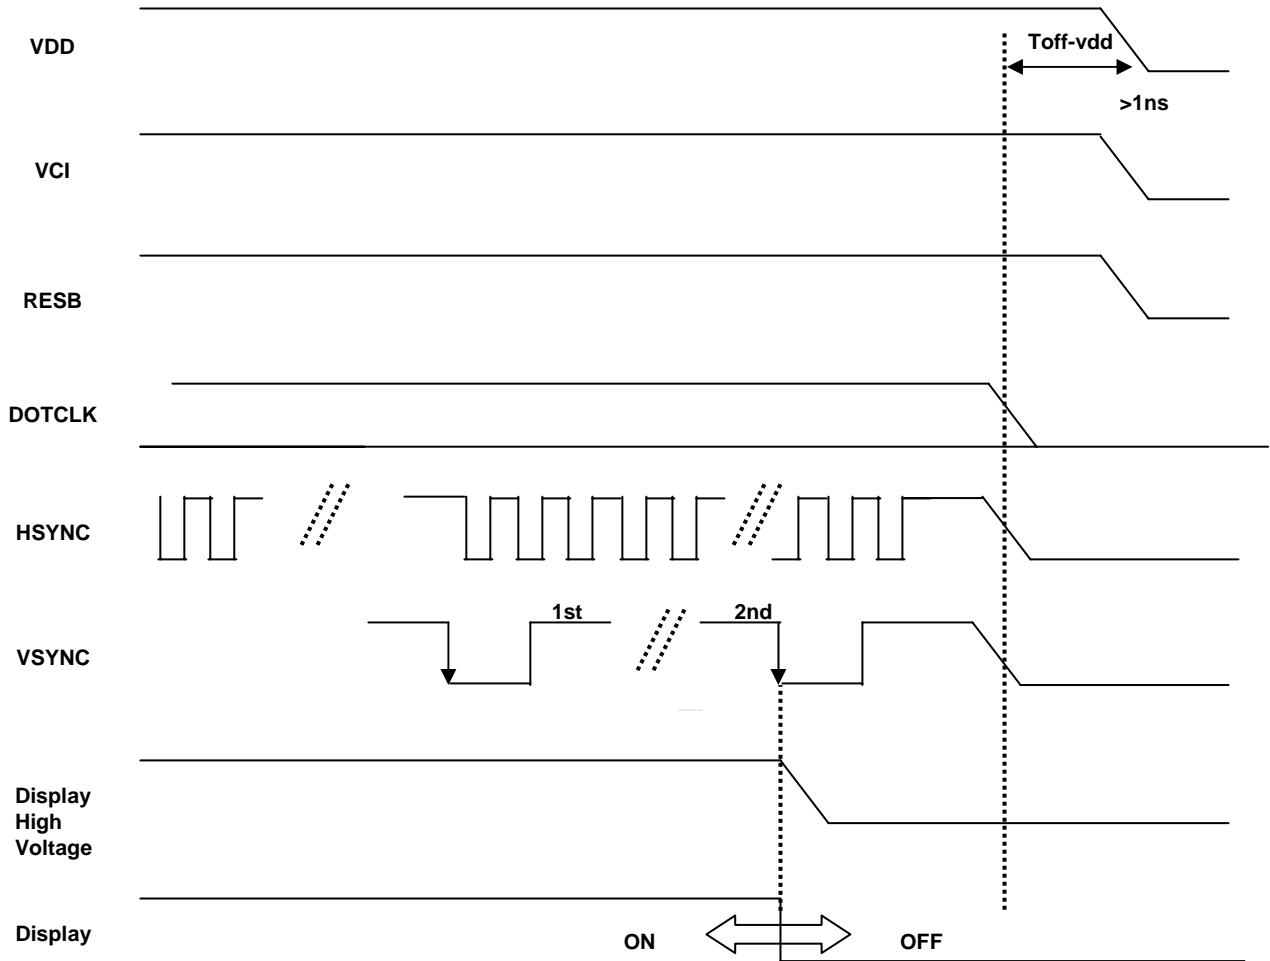 VDD
Toff-vdd
>1ns
VCI
RESB
DOTCLK
HSYNC
1st
2nd
VSYNC
Display
High
Voltage
Display
ON
OFF